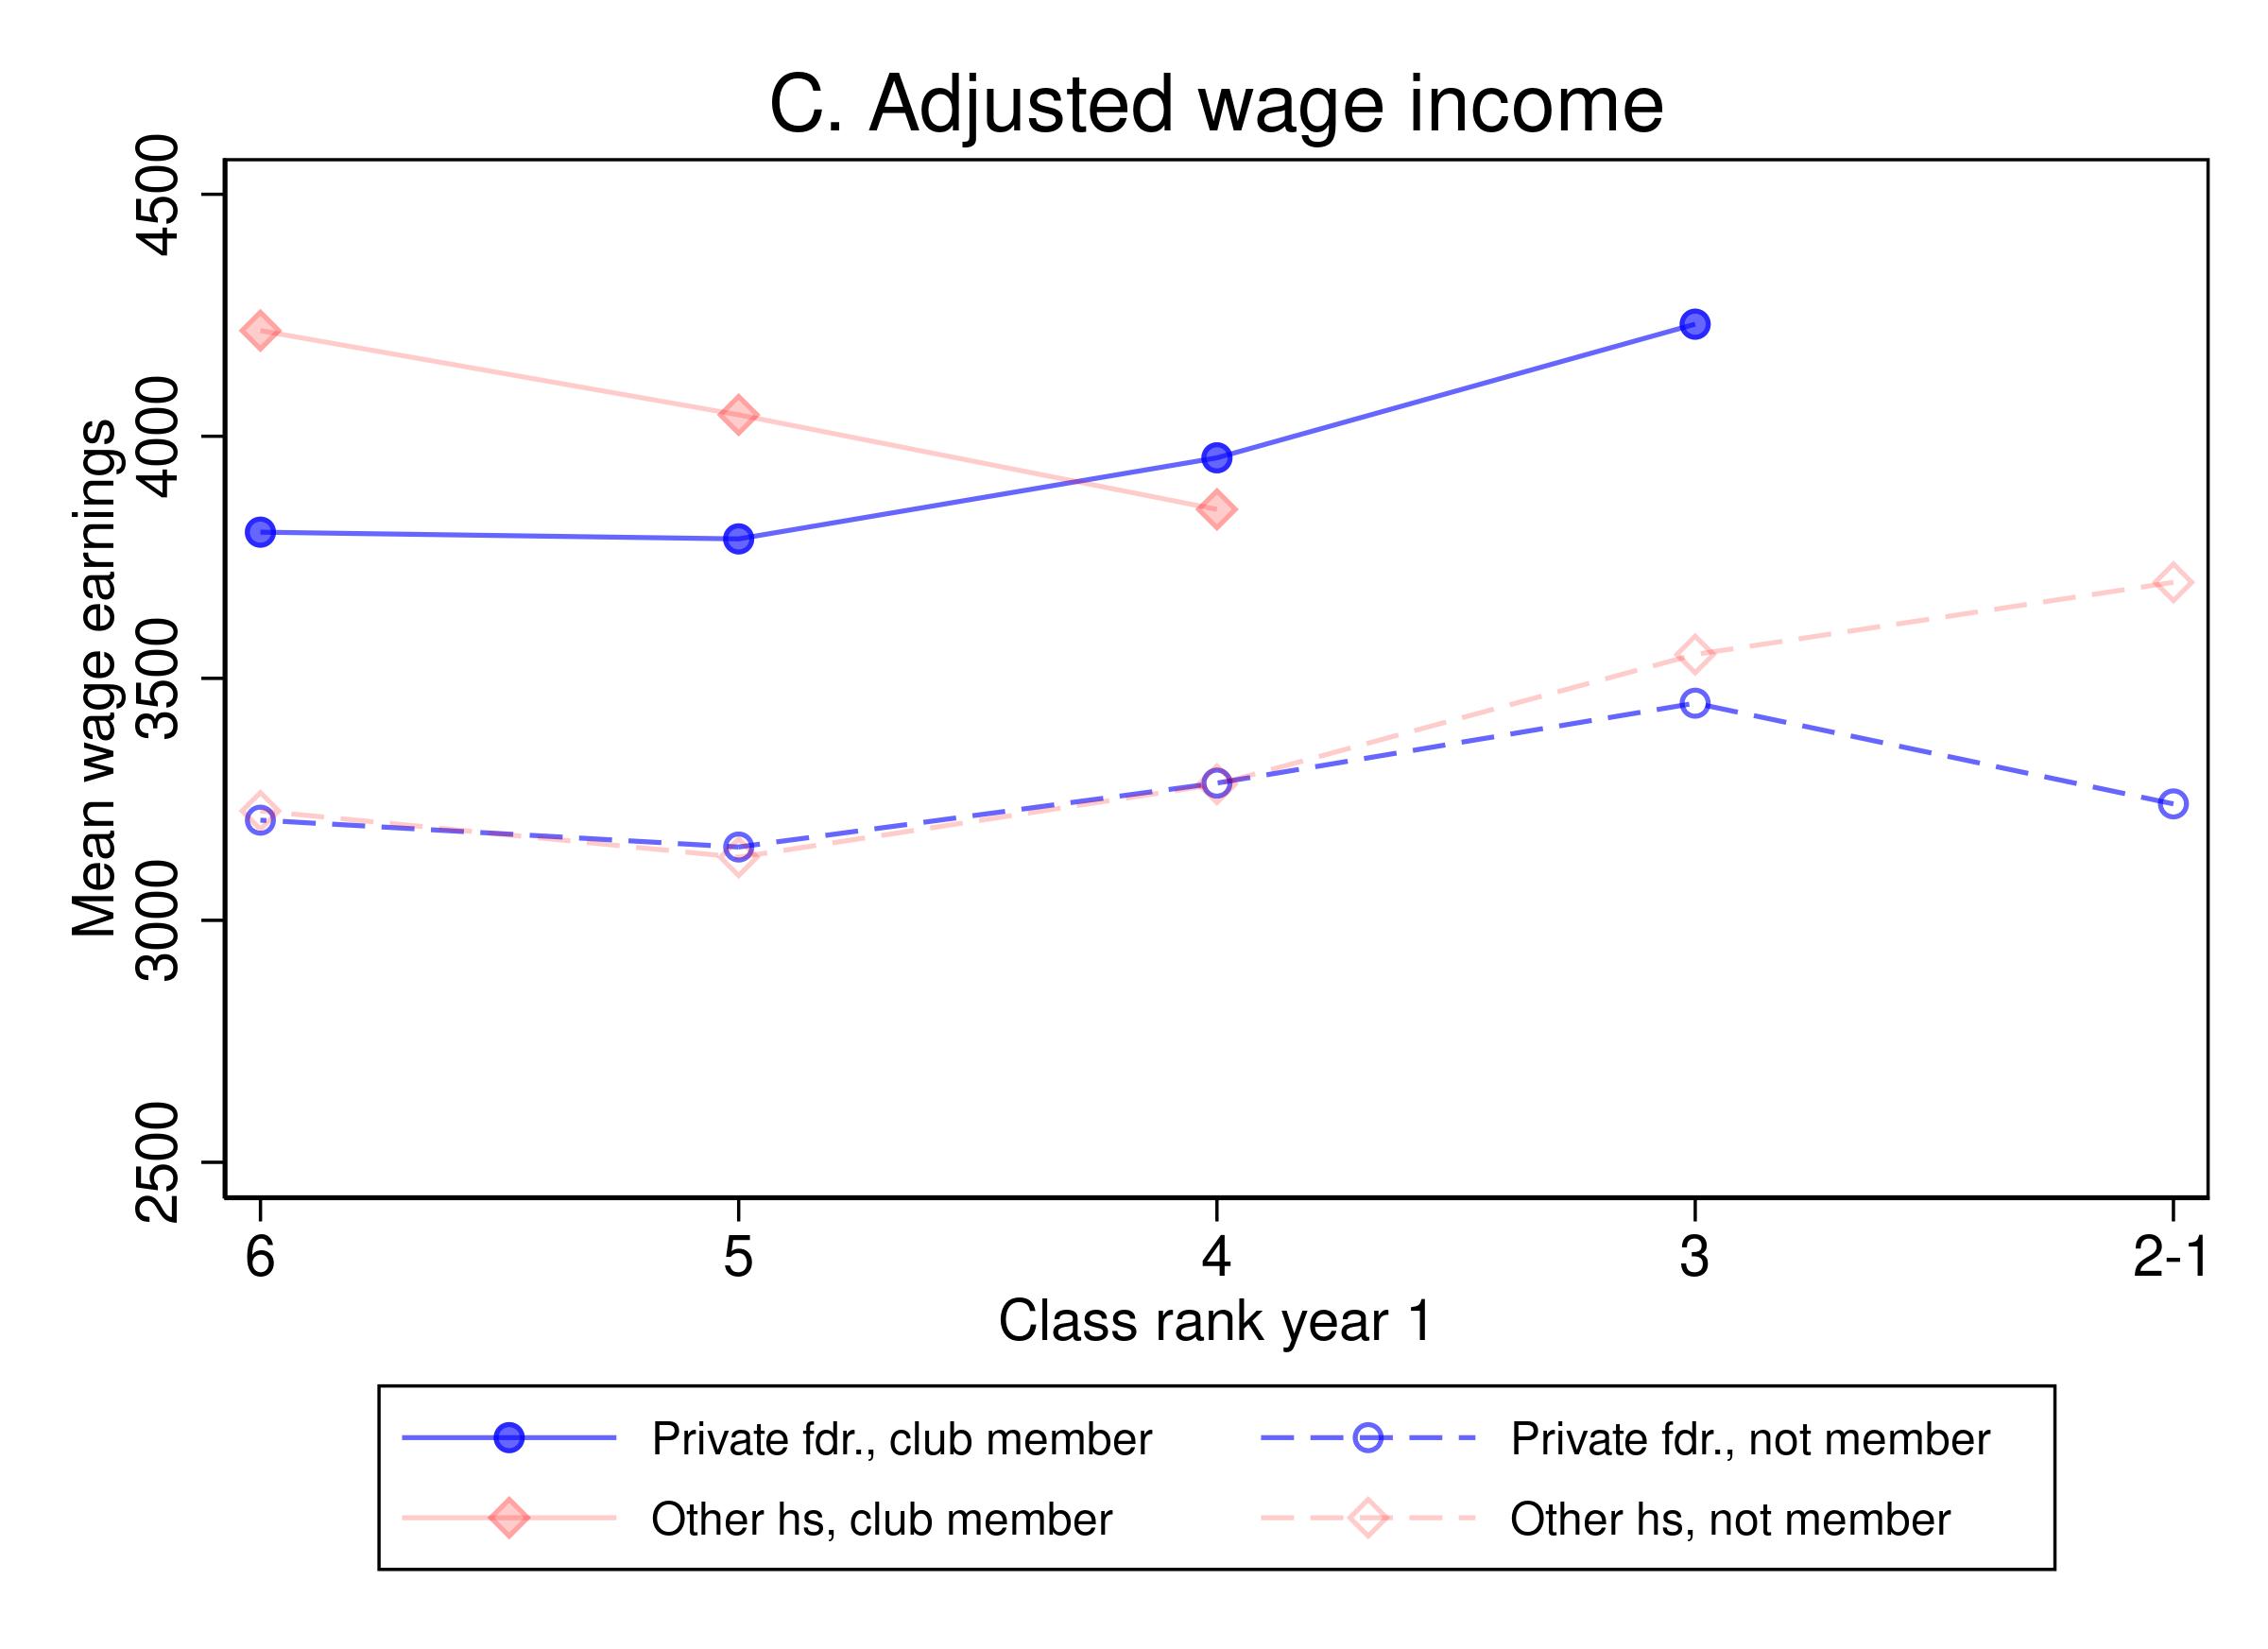 C. Adjusted wage income
Mean wage earnings
4500
4000
3500
3000
2500
6 5 4 3 2-1
Class rank year 1
Private fdr., club member Private fdr., not member
Other hs, club member Other hs, not member